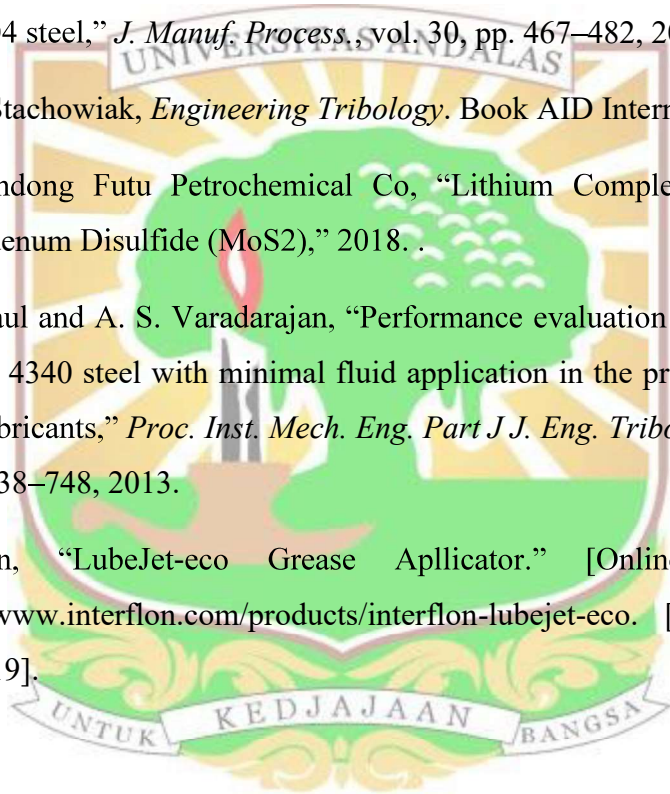 04 steel,” J. Manuf. Process., vol. 30, pp. 467–482, 20
UNIVERSITAS ANDALAS
Stachowiak, Engineering Tribology. Book AID Intern
ndong Futu Petrochemical Co, “Lithium Comple
enum Disulfide (MoS2),” 2018. .
aul and A. S. Varadarajan, “Performance evaluation
4340 steel with minimal fluid application in the pr
bricants,” Proc. Inst. Mech. Eng. Part J J. Eng. Tribo
38–748, 2013.
n, “LubeJet-eco Grease Apllicator.” [Onlin
www.interflon.com/products/interflon-lubejet-eco. [
19].
UNTUK KEDJAJAAN BANGSA